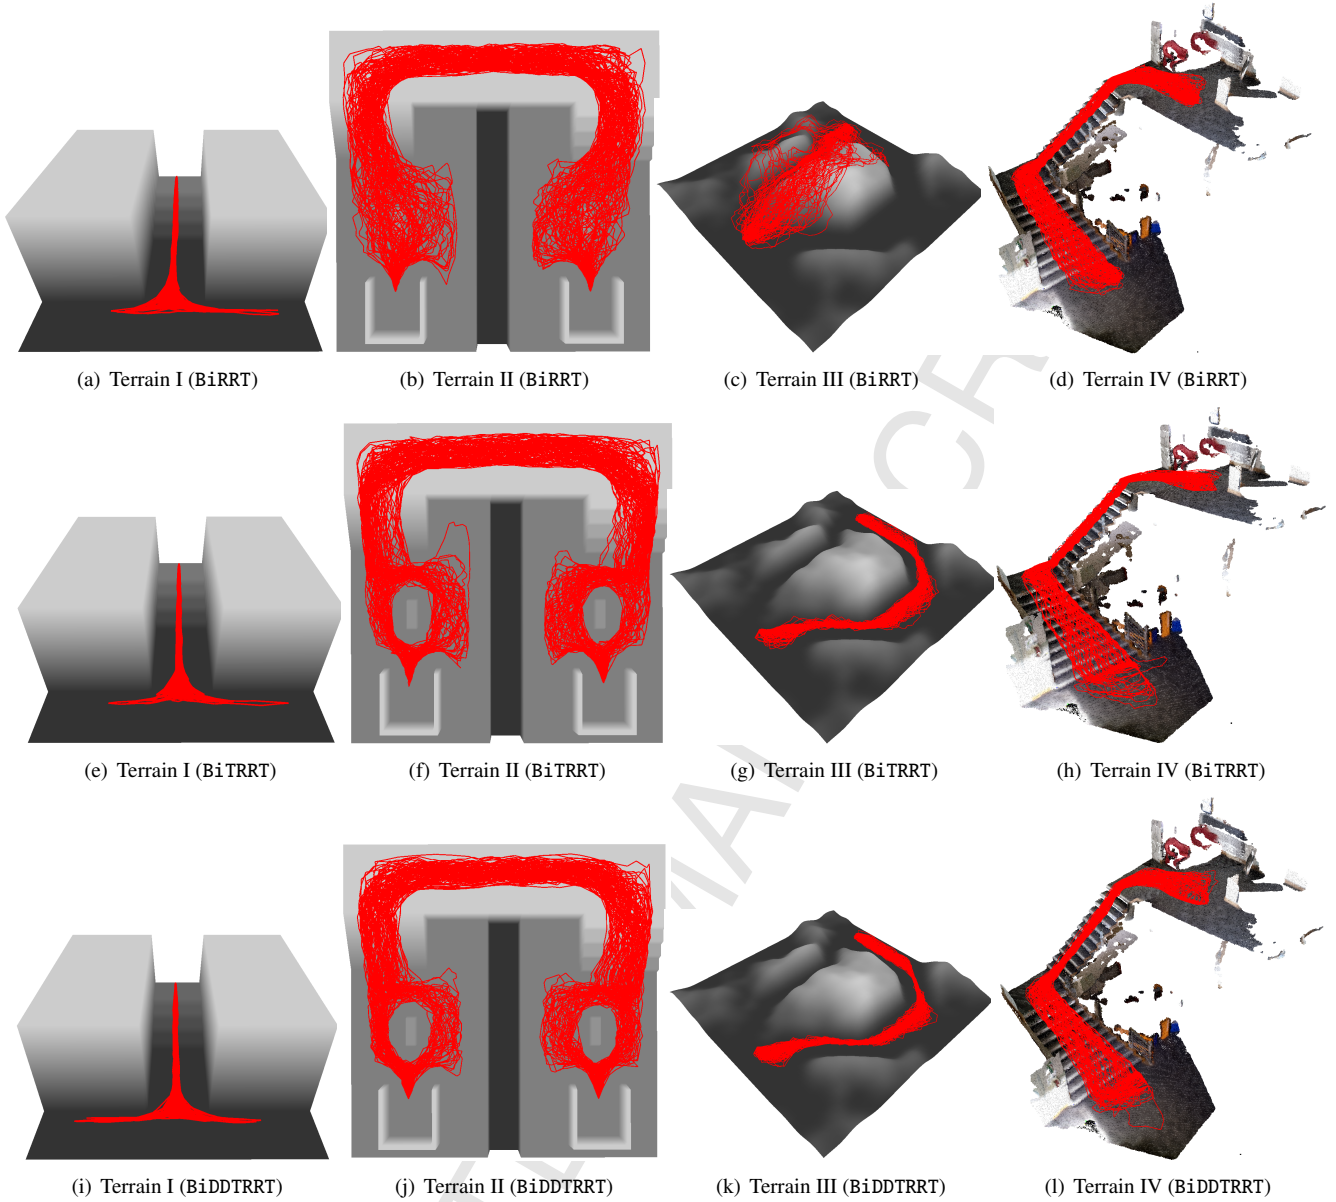 (a) Terrain I (BiRRT)
(b) Terrain II (BiRRT)
(c) Terrain III (BiRRT)
(d) Terrain IV (BiRRT)
(e) Terrain I (BiTRRT)
(f) Terrain II (BiTRRT)
(g) Terrain III (BiTRRT)
(h) Terrain IV (BiTRRT)
(i) Terrain I (BiDDTRRT)
(j) Terrain II (BiDDTRRT)
(k) Terrain III (BiDDTRRT)
(l) Terrain IV (BiDDTRRT)